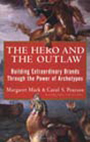 THE HERO AND
THE OUTLAW
Building Extraordinary Brands
Through the Power of Archetypes
Margaret Mark & Carol S. Pearson